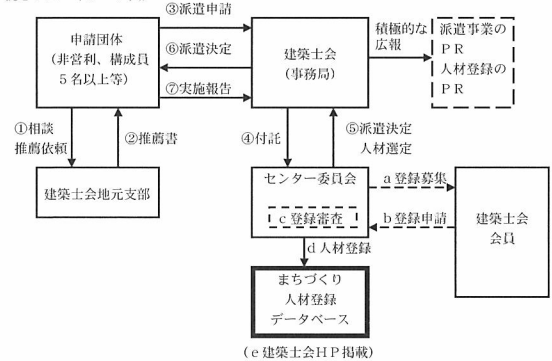 ③派遣申請
申請団体
(非営利、構成員
5名以上等)
⑥派遣決定
⑦実施報告
建築士会
(事務局)
積極的な
広報
派遣事業の
PR
人材登録の
PR
①相談
推薦依頼
②推薦書
④付託
⑤派遣決定
人材選定
建築士会地元支部
センター委員会
c登録審査
a登録募集
b登録申請
建築士会
会員
d人材登録
まちづくり
人材登録
データベース
(e建築士会HP掲載)